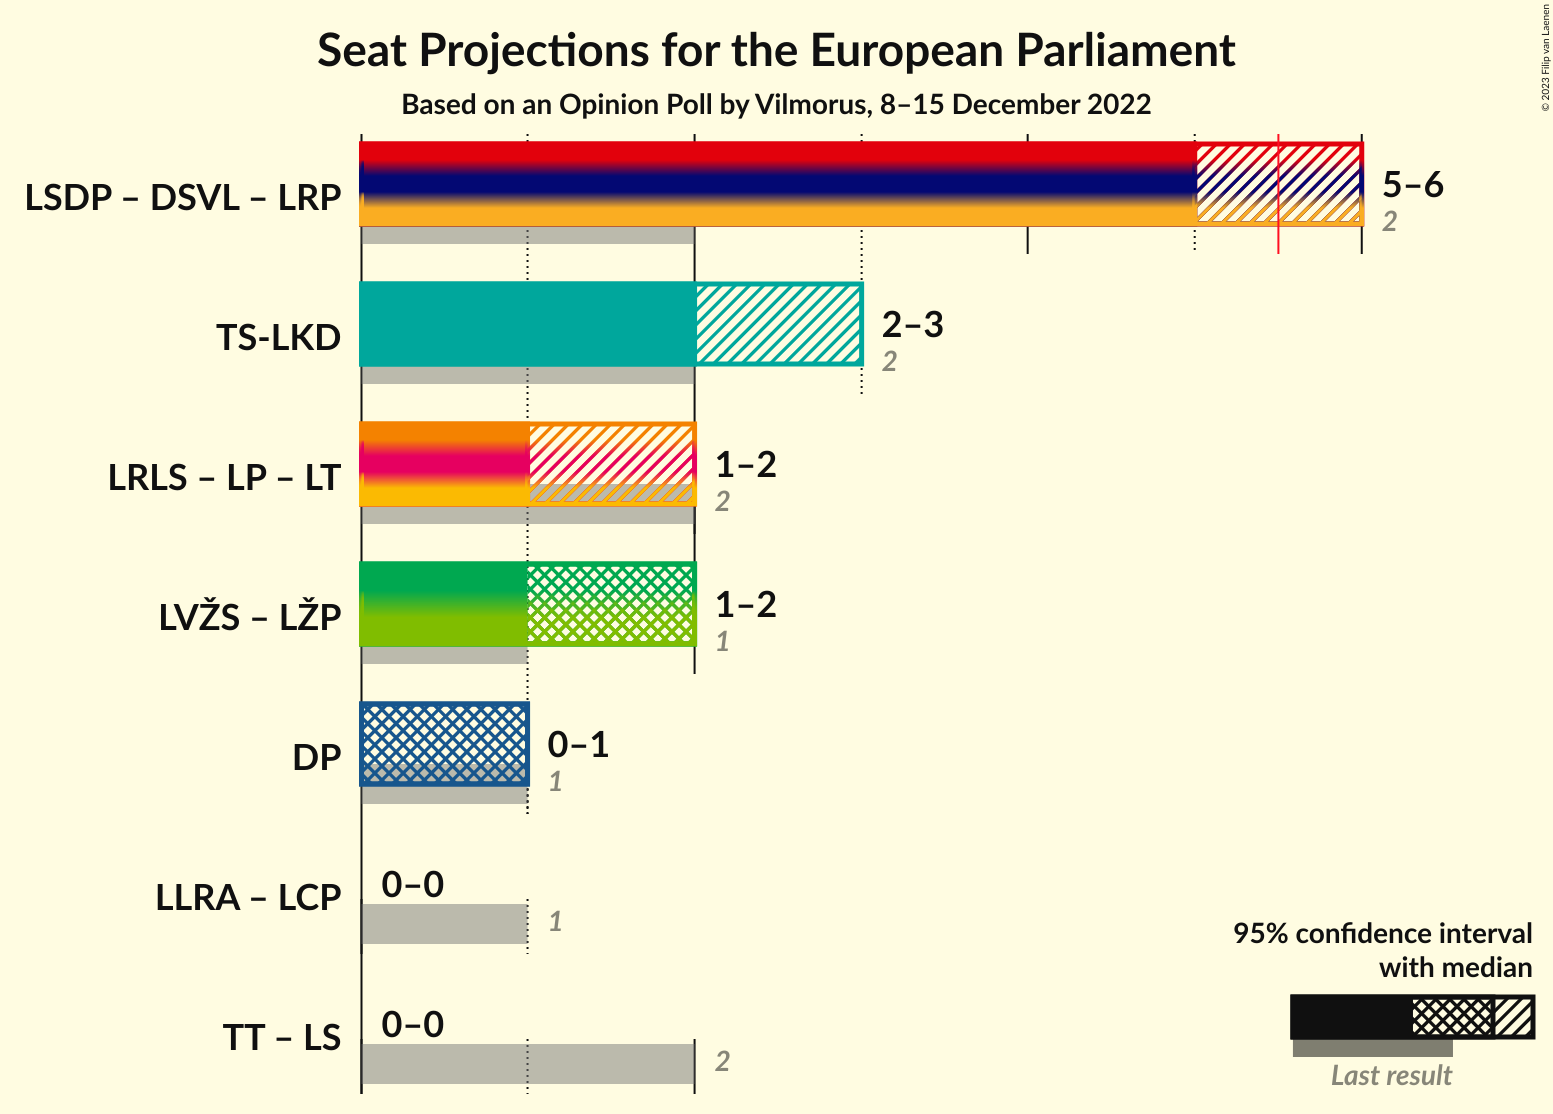 Seat Projections for the European Parliament
Based on an Opinion Poll by Vilmorus, 8–15 December 2022
© 2023 Filip van Laenen
LSDP – DSVL – LRP
5–6
2
TS-LKD
2–3
2
LRLS – LP – LT
1–2
2
LVŽS – LŽP
1–2
1
DP
0–1
1
LLRA – LCP
0–0
1
TT – LS
0–0
2
95% confidence interval
with median
Last result